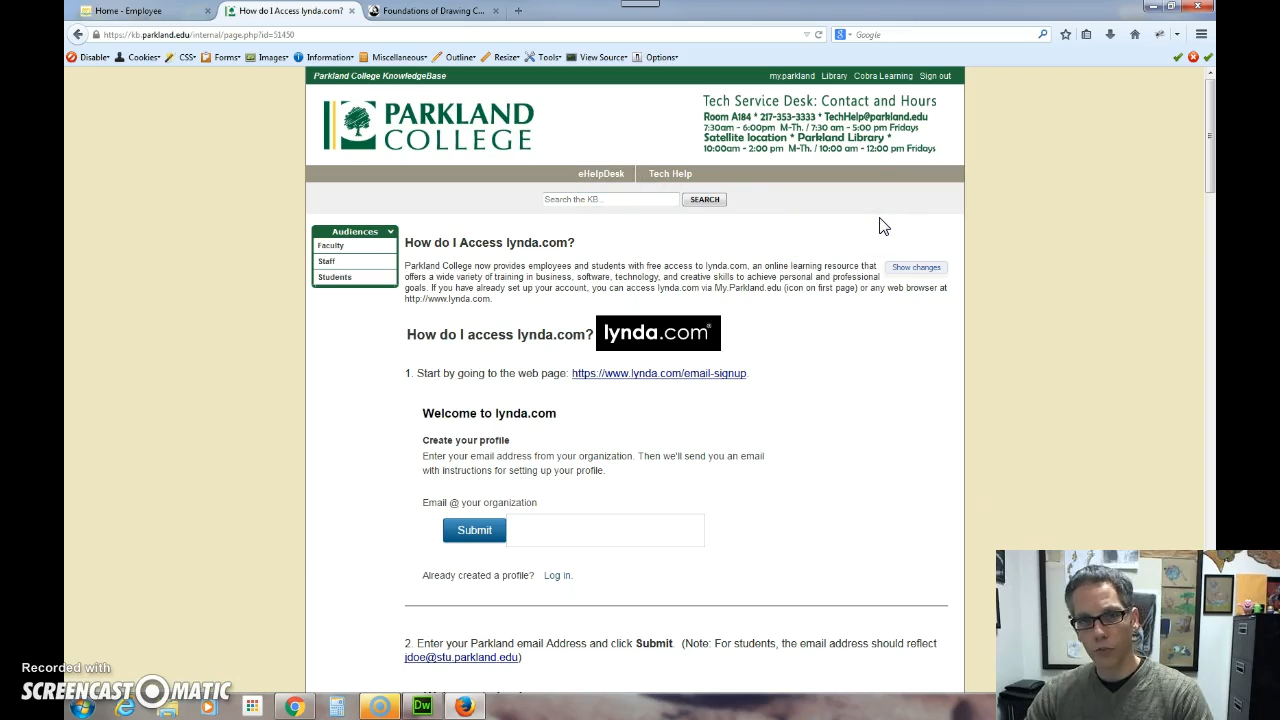 Home - Employee
How do I Access lynda.com?
Foundations of Drawing C...
https://kb.parkland.edu/internal/page.php?id=51450
Google
Disable
Cookies
CSS
Forms
Images
Information
Miscellaneous
Outline
Resize
Tools
View Source
Options
Parkland College KnowledgeBase
my.parkland
Library
Cobra Learning
Sign out
PARKLAND
COLLEGE
Tech Service Desk: Contact and Hours
Room A184 * 217-353-3333 * TechHelp@parkland.edu
7:30am - 6:00pm M-Th. / 7:30 am - 5:00 pm Fridays
Satellite location * Parkland Library *
10:00am - 2:00 pm M-Th. / 10:00 am - 12:00 pm Fridays
eHelpDesk
Tech Help
Search the KB...
SEARCH
Audiences
Faculty
Staff
Students
How do I Access lynda.com?
Parkland College now provides employees and students with free access to lynda.com, an online learning resource that
offers a wide variety of training in business, software, technology, and creative skills to achieve personal and professional
goals. If you have already set up your account, you can access lynda.com via My.Parkland.edu (icon on first page) or any web browser at
http://www.lynda.com.
Show changes
How do I access lynda.com?
lynda.com®
1. Start by going to the web page: https://www.lynda.com/email-signup.
Welcome to lynda.com
Create your profile
Enter your email address from your organization. Then we'll send you an email
with instructions for setting up your profile.
Email @ your organization
Submit
Already created a profile? Log in.
2. Enter your Parkland email Address and click Submit. (Note: For students, the email address should reflect
jdoe@stu.parkland.edu)
Recorded with
SCREENCAST-O-MATIC
Dw